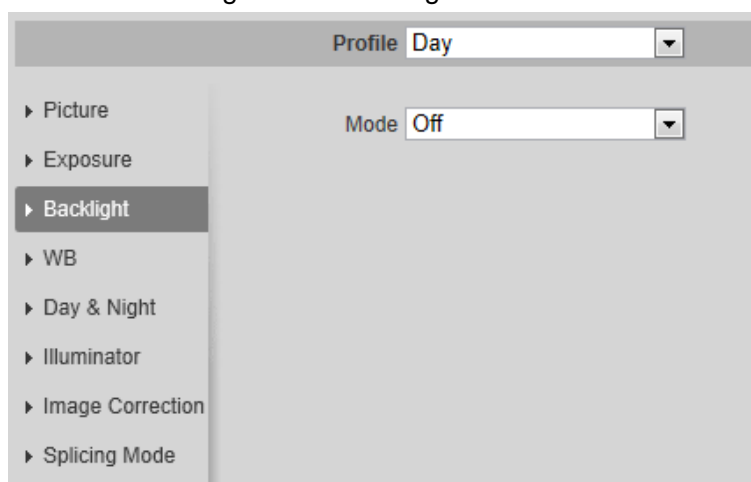 Profile Day
Mode Off
Picture
Exposure
Backlight
WB
Day & Night
Illuminator
Image Correction
Splicing Mode